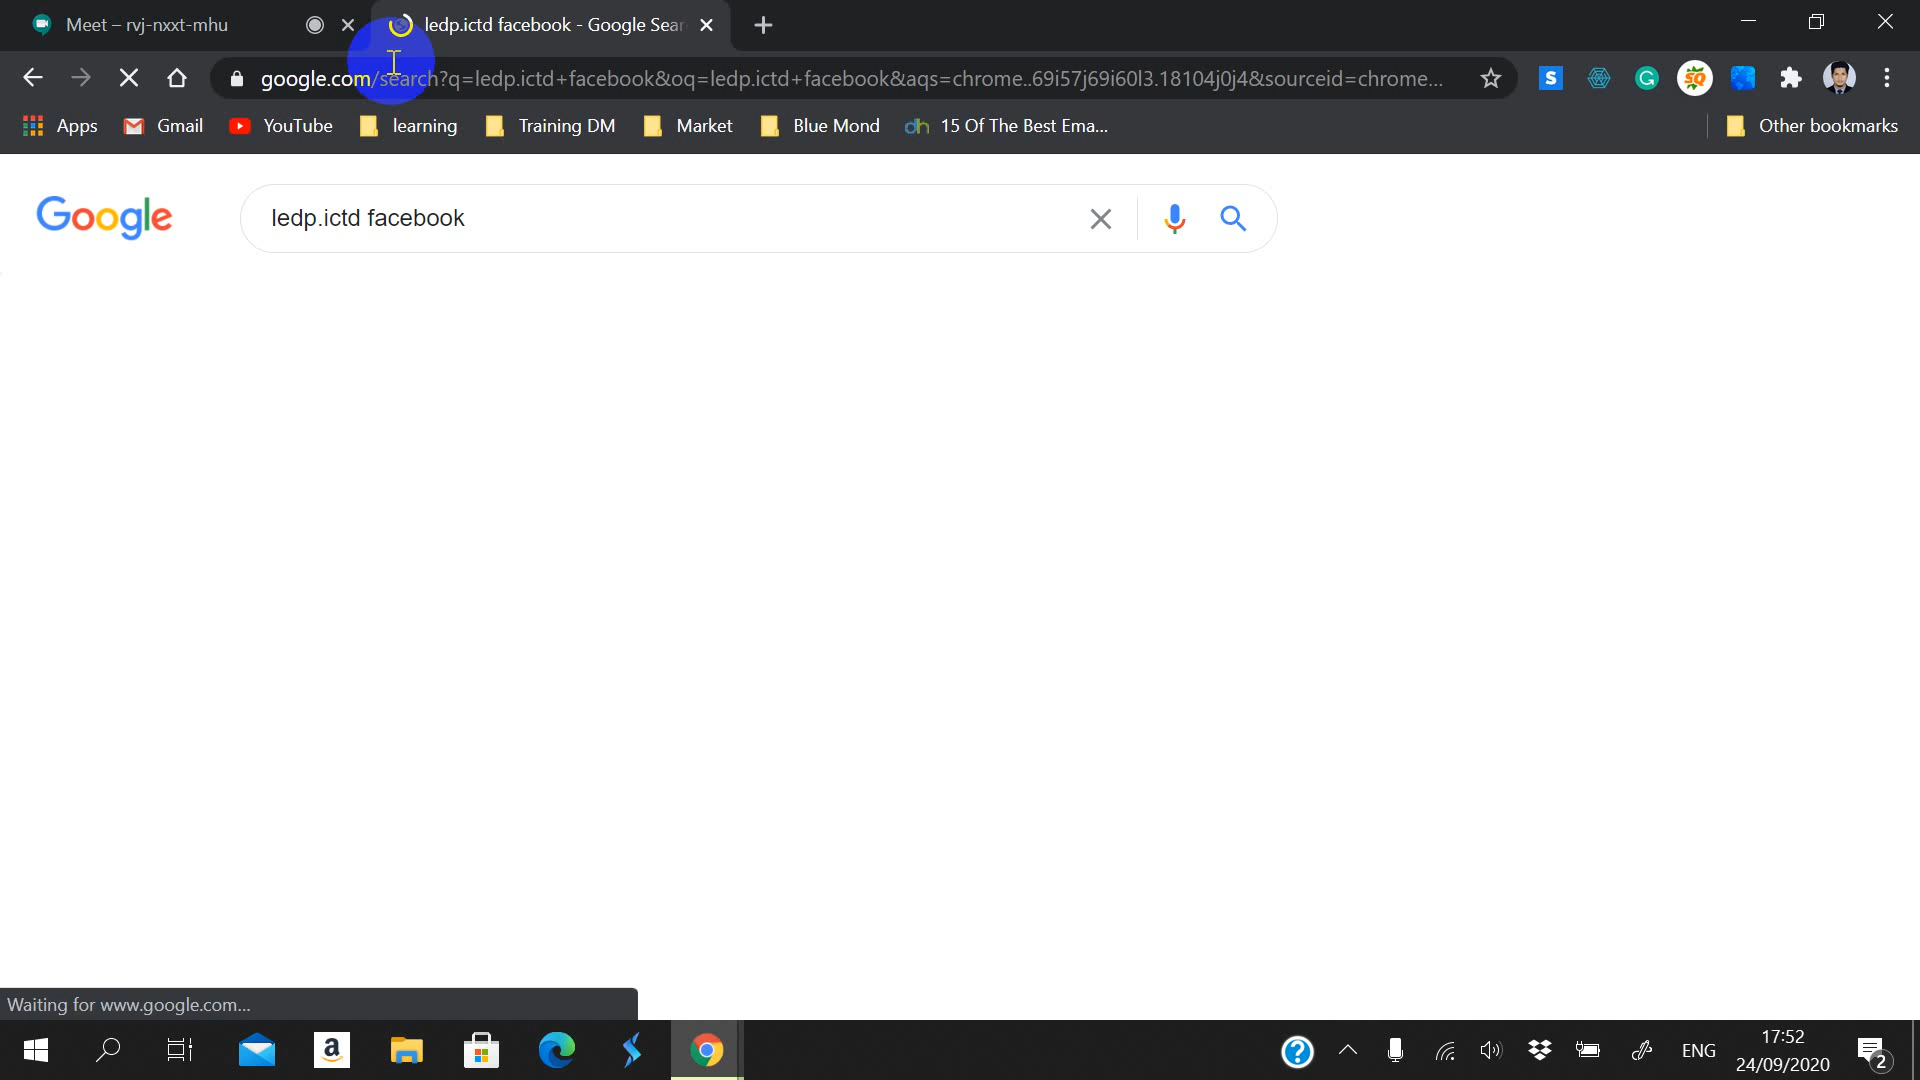 Meet – rvj-nxxt-mhu
ledp.ictd facebook - Google Sear
google.com/search?q=ledp.ictd+facebook&oq=ledp.ictd+facebook&aqs=chrome..69i57j69i60l3.18104j0j4&sourceid=chrome...
Apps Gmail YouTube learning Training DM Market Blue Mond dh 15 Of The Best Ema... Other bookmarks
Google
ledp.ictd facebook
Waiting for www.google.com...
ENG
17:52
24/09/2020
2